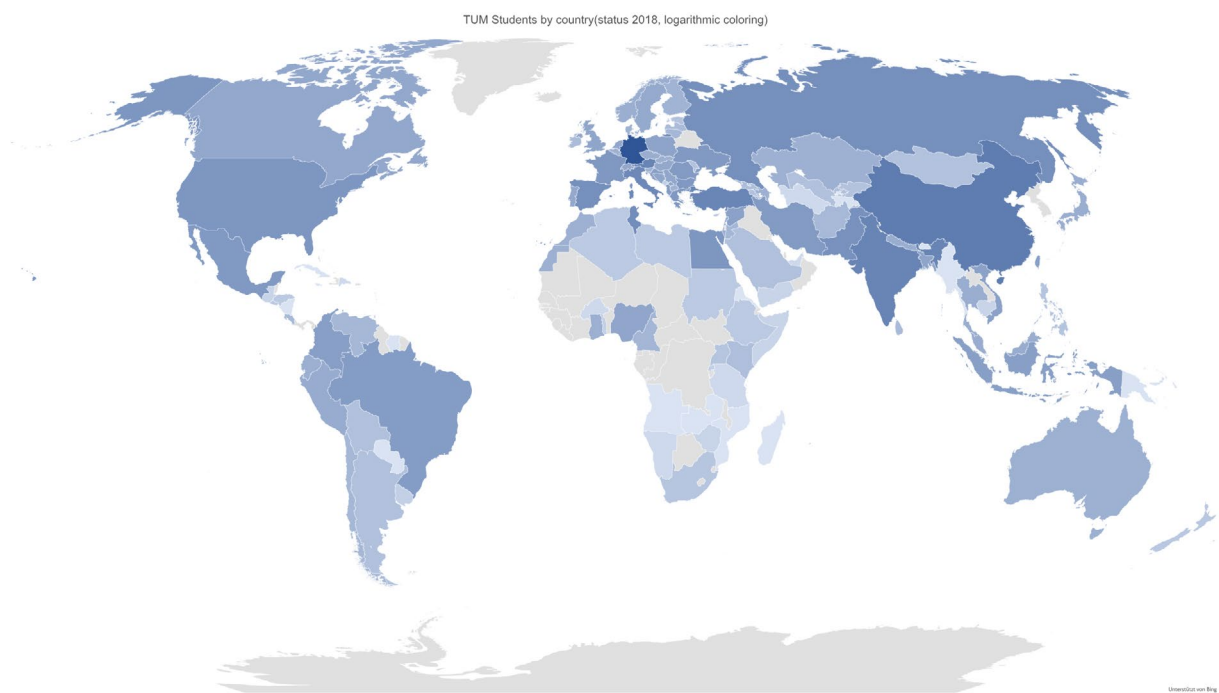 TUM Students by country(status 2018, logarithmic coloring)
Unterstützt von Bing